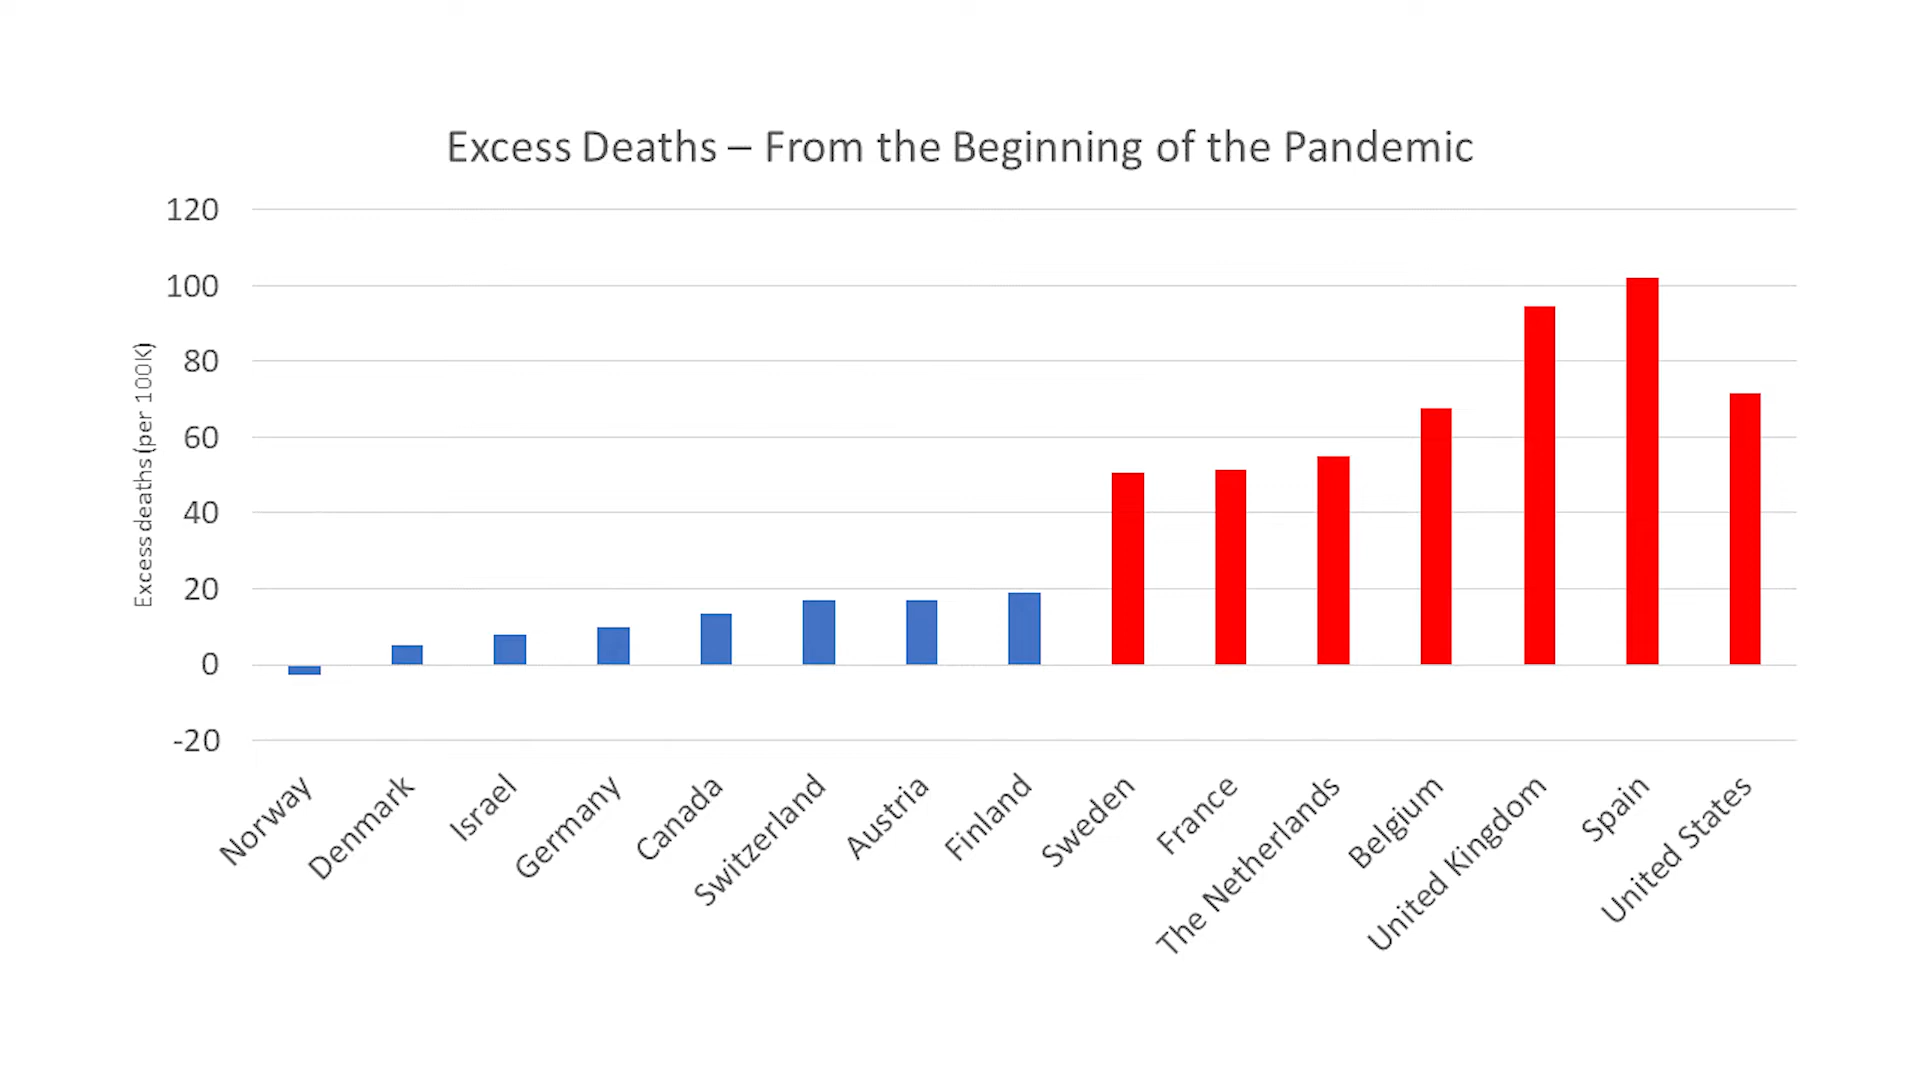 Excess Deaths – From the Beginning of the Pandemic
Excess deaths (per 100K)
120
100
80
60
40
20
0
-20
Norway
Denmark
Israel
Germany
Canada
Switzerland
Austria
Finland
Sweden
France
The Netherlands
Belgium
United Kingdom
Spain
United States